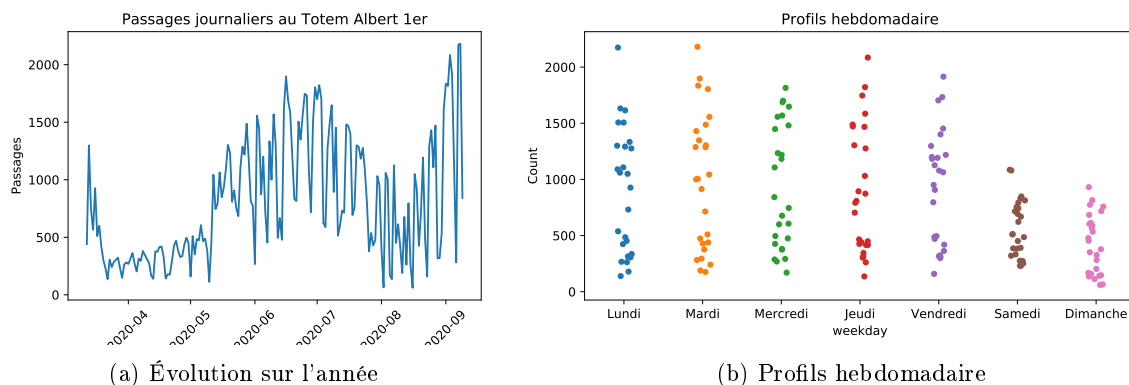 Passages journaliers au Totem Albert 1er
Passages
2000
1500
1000
500
0
2020-04
2020-05
2020-06
2020-07
2020-08
2020-09
(a) Évolution sur l'année
Profils hebdomadaire
Count
2000
1500
1000
500
0
Lundi
Mardi
Mercredi
Jeudi
Vendredi
Samedi
Dimanche
weekday
(b) Profils hebdomadaire